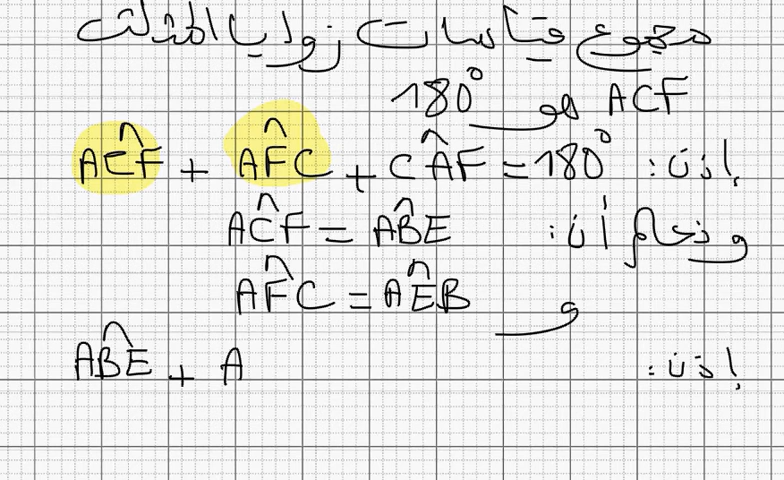 مجموع قياسات زوايا المثلث
ACF هو 180°
إذن: AĈF + AF̂C + CÂF = 180°
ونعلم أن: AĈF = AB̂E
و AF̂C = AÊB
إذن: AB̂E + A